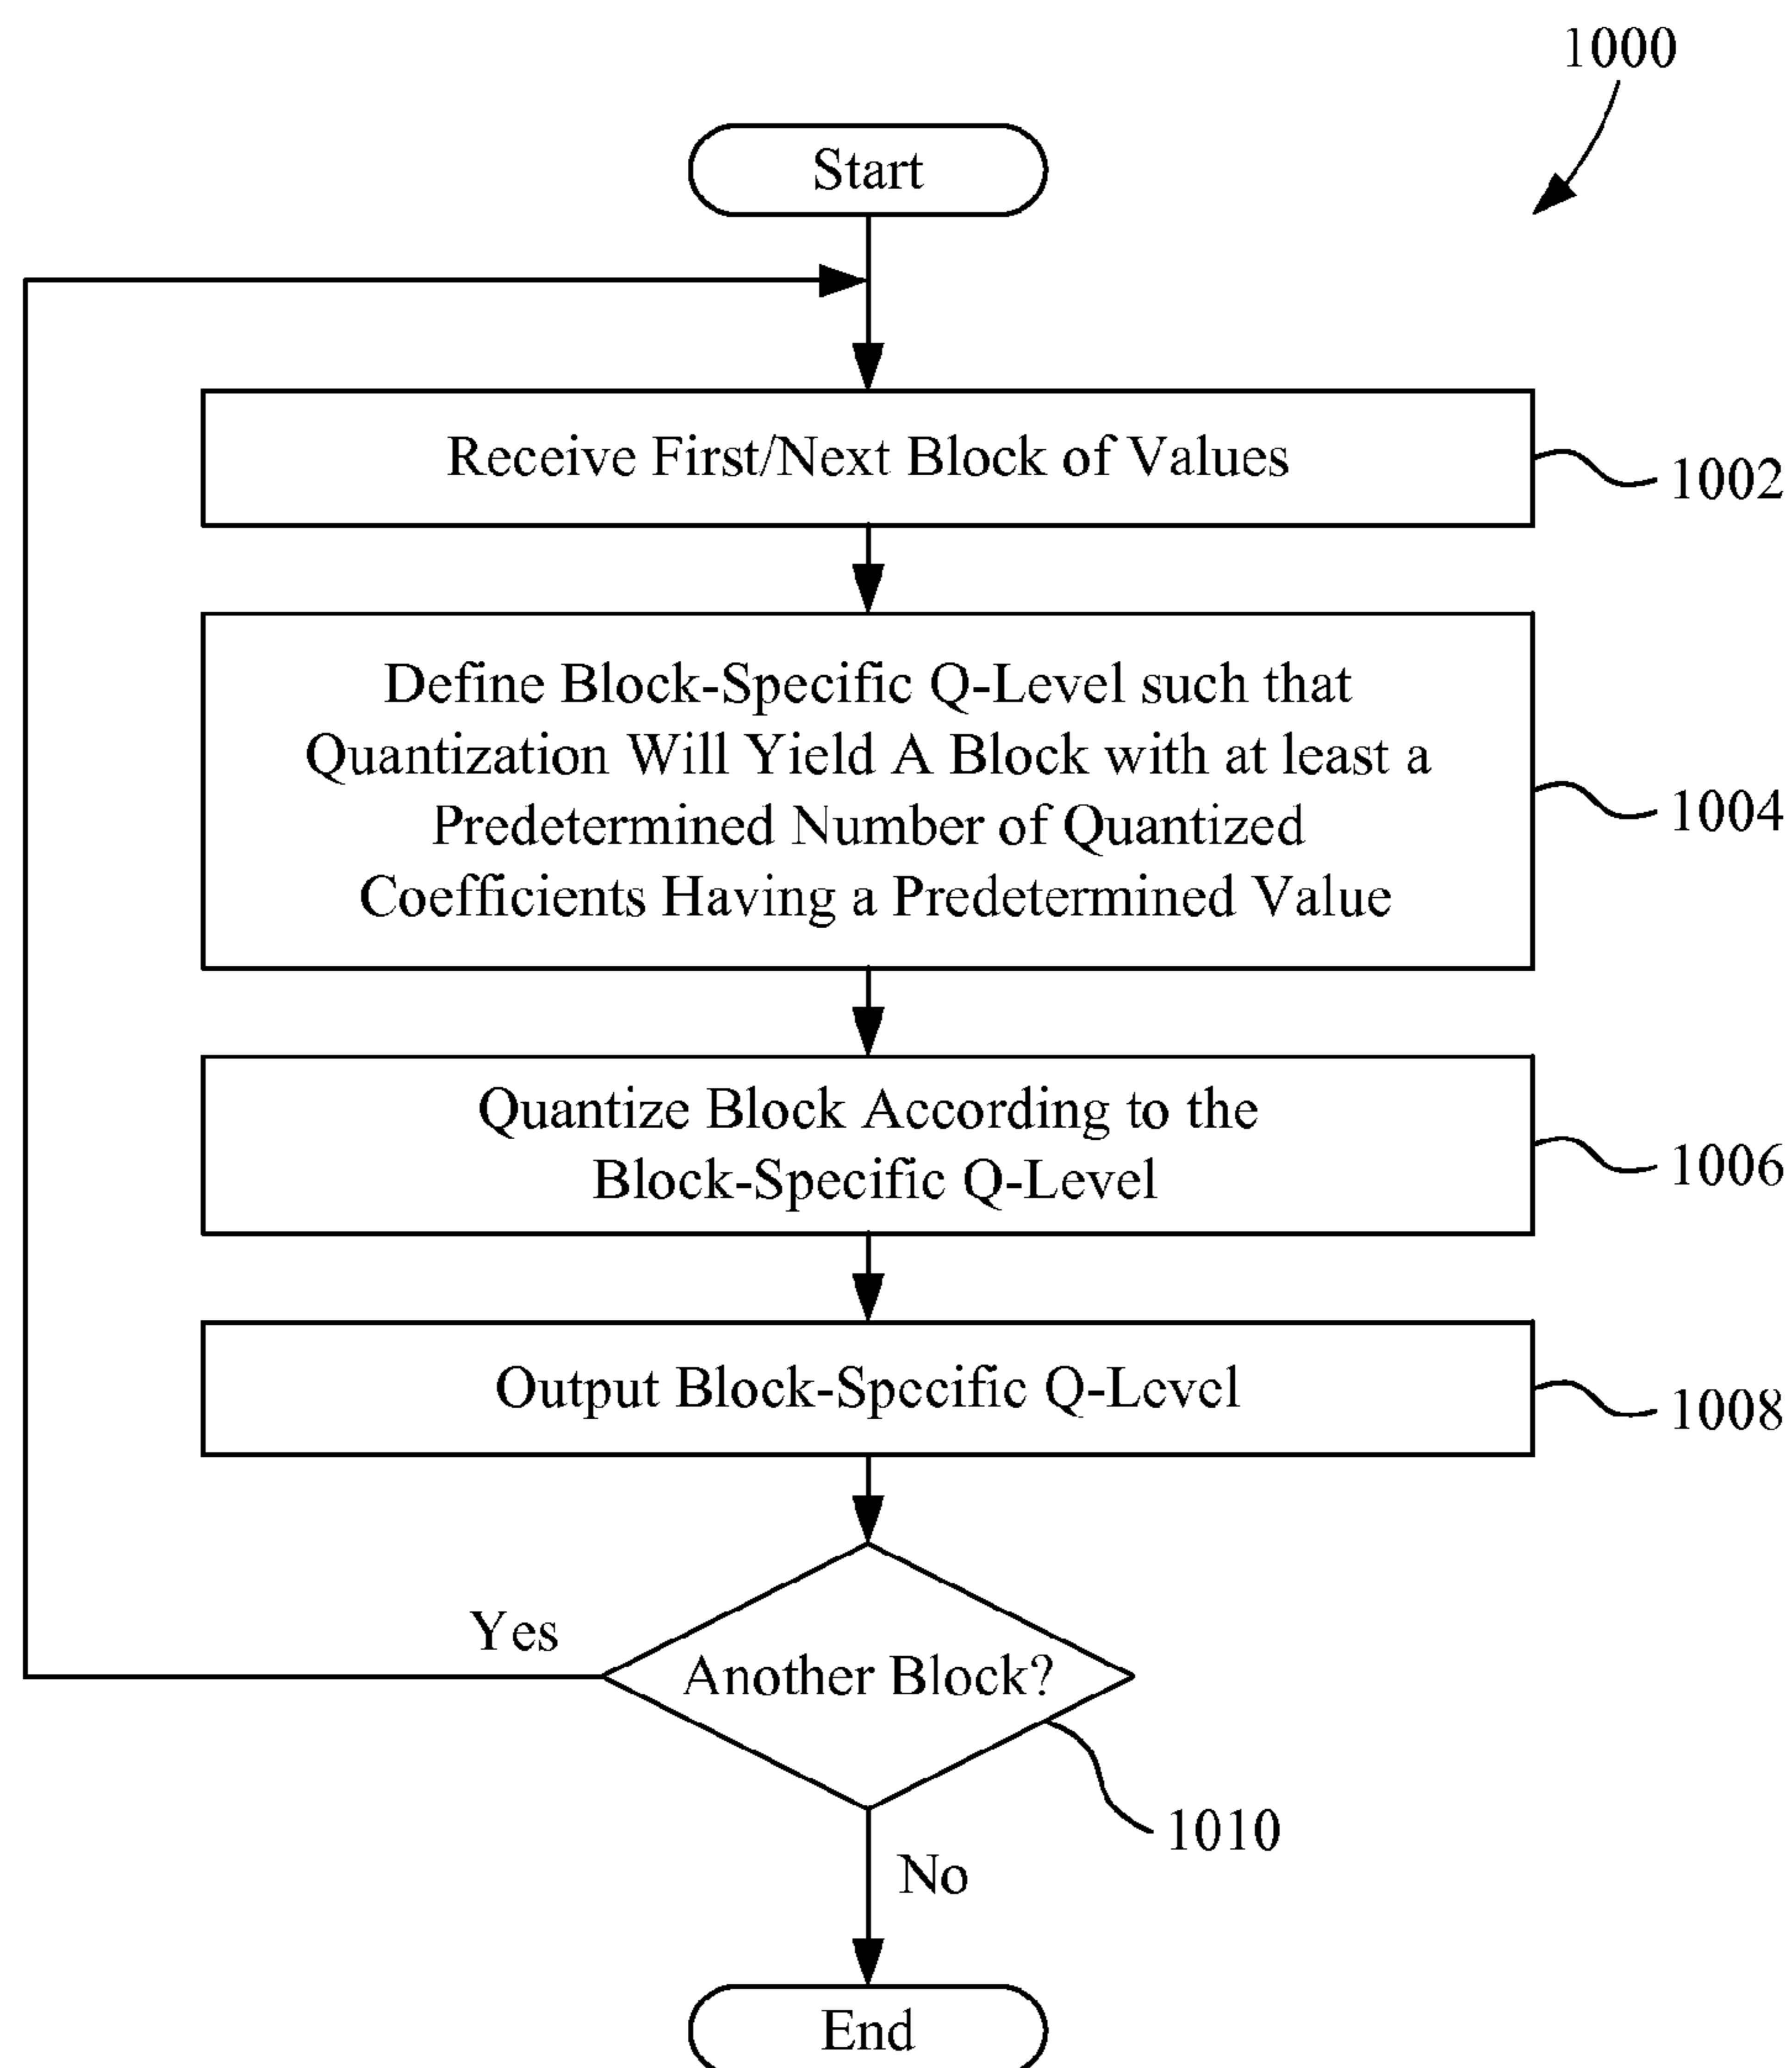 1000
Start
Receive First/Next Block of Values
1002
Define Block-Specific Q-Level such that
Quantization Will Yield A Block with at least a
Predetermined Number of Quantized
Coefficients Having a Predetermined Value
1004
Quantize Block According to the
Block-Specific Q-Level
1006
Output Block-Specific Q-Level
1008
Yes
Another Block?
1010
No
End